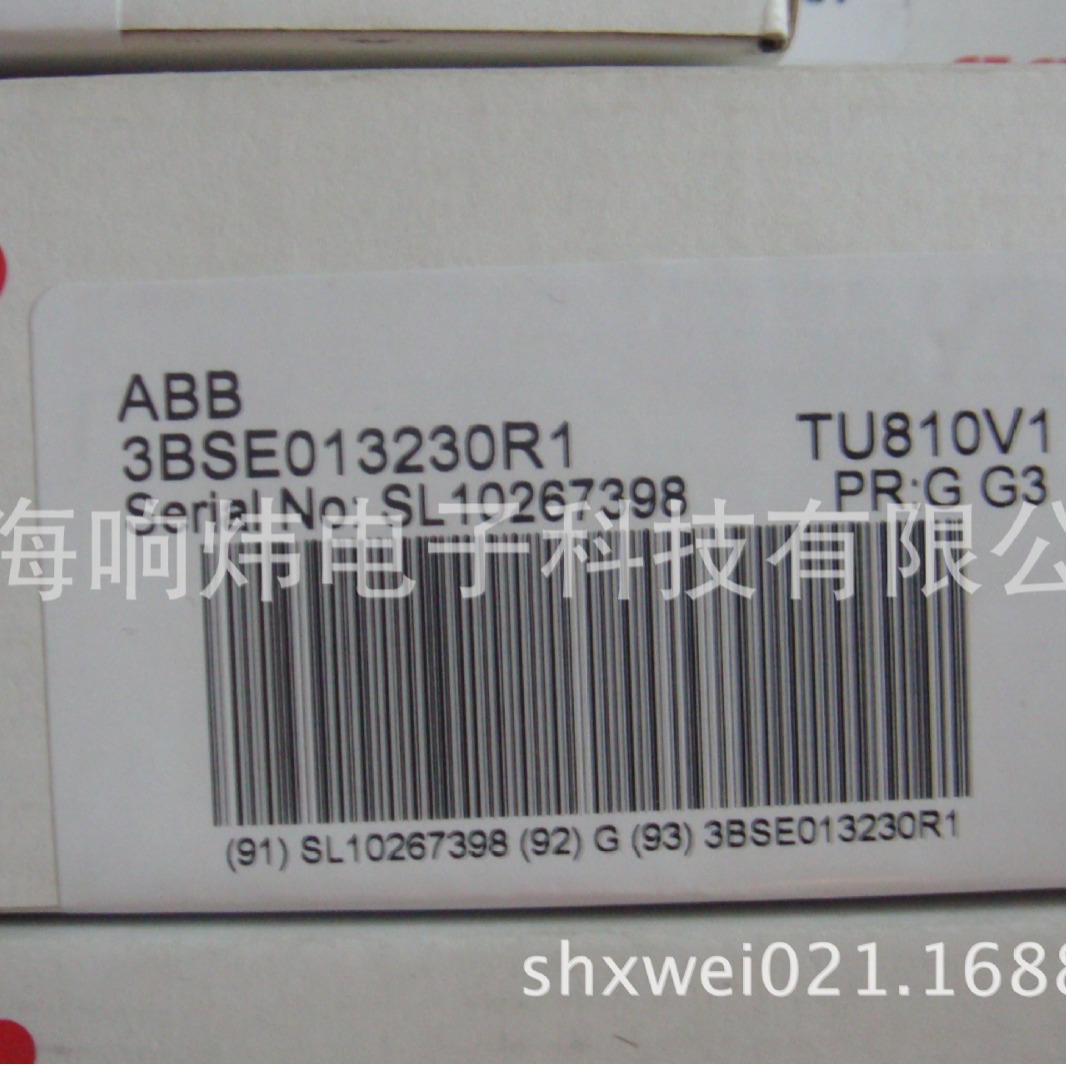 ABB
3BSE013230R1
TU810V1
Serial No: SL10267398
PR:G G3
海响炜电子科技有限公
(91) SL10267398 (92) G (93) 3BSE013230R1
shxwei021.1688